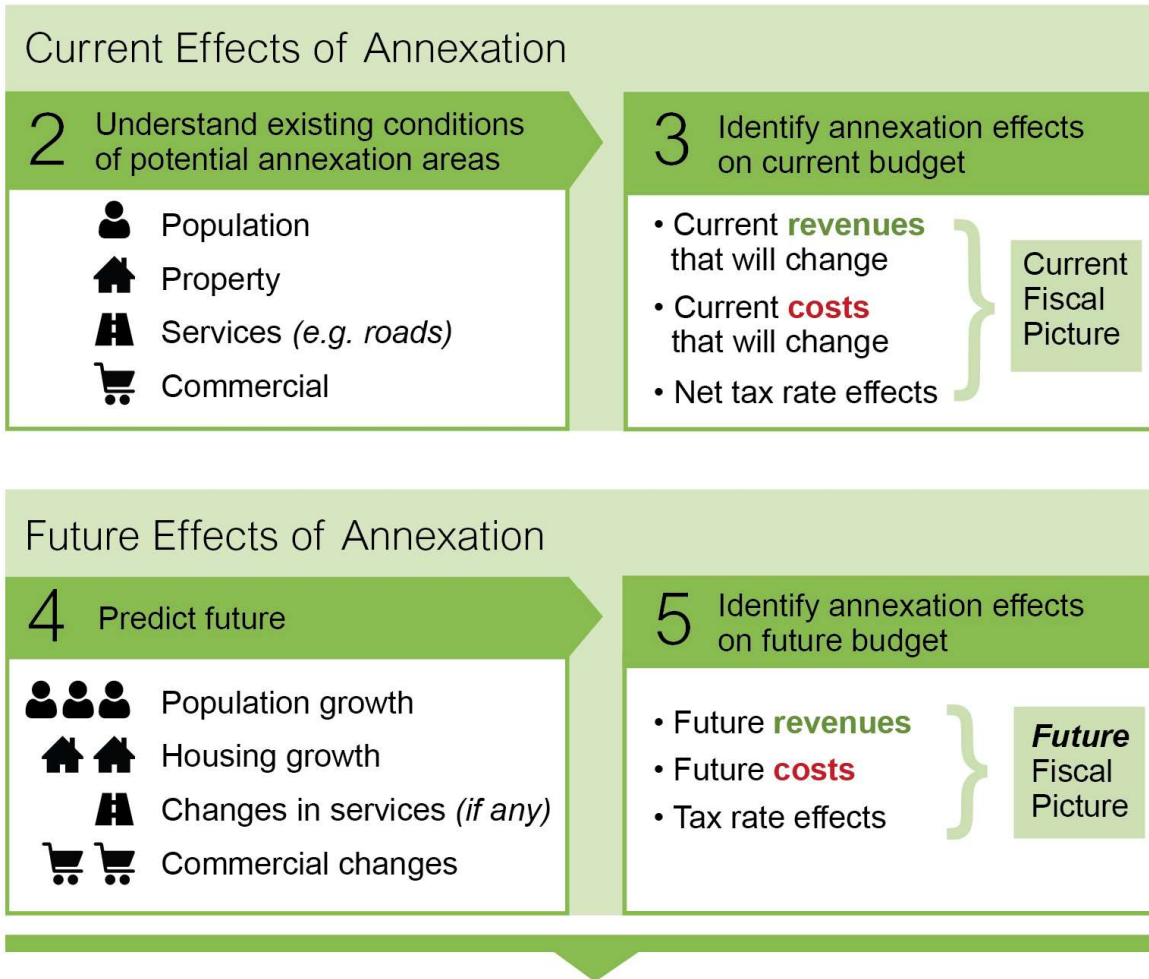 Current Effects of Annexation
2 Understand existing conditions
of potential annexation areas
Population
Property
Services (e.g. roads)
Commercial
3 Identify annexation effects
on current budget
• Current revenues
that will change
• Current costs
that will change
• Net tax rate effects
Current
Fiscal
Picture
Future Effects of Annexation
4 Predict future
Population growth
Housing growth
Changes in services (if any)
Commercial changes
5 Identify annexation effects
on future budget
• Future revenues
• Future costs
• Tax rate effects
Future
Fiscal
Picture